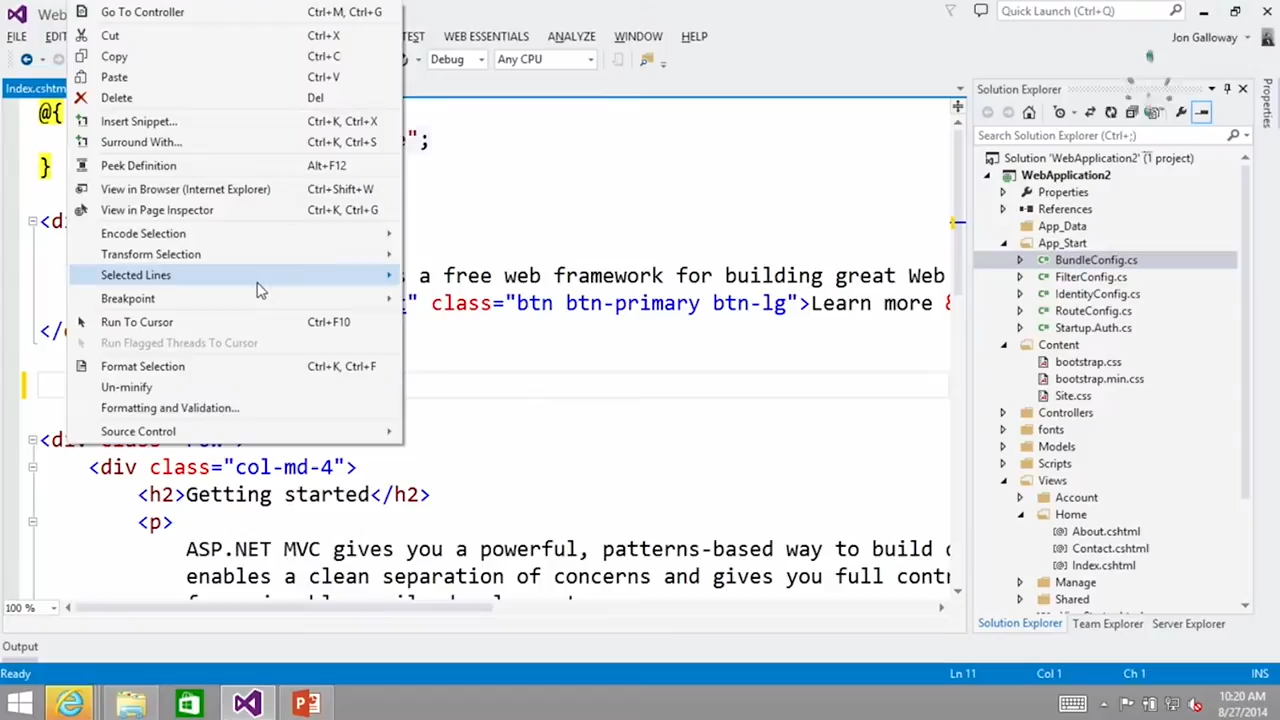 Web
Quick Launch (Ctrl+Q)
FILE
EDIT
WEB ESSENTIALS
ANALYZE
WINDOW
HELP
Jon Galloway
Debug
Any CPU
Index.cshtm
Go To Controller Ctrl+M, Ctrl+G
Cut Ctrl+X
Copy Ctrl+C
Paste Ctrl+V
Delete Del
Insert Snippet... Ctrl+K, Ctrl+X
Surround With... Ctrl+K, Ctrl+S
Peek Definition Alt+F12
View in Browser (Internet Explorer) Ctrl+Shift+W
View in Page Inspector Ctrl+K, Ctrl+G
Encode Selection
Transform Selection
Selected Lines
Breakpoint
Run To Cursor Ctrl+F10
Run Flagged Threads To Cursor
Format Selection Ctrl+K, Ctrl+F
Un-minify
Formatting and Validation...
Source Control
@{
";
}
<di
s a free web framework for building great Web
" class="btn btn-primary btn-lg">Learn more &
</
<div class="row">
<div class="col-md-4">
<h2>Getting started</h2>
<p>
ASP.NET MVC gives you a powerful, patterns-based way to build
enables a clean separation of concerns and gives you full contr
100 %
Output
Ready
Ln 11
Col 1
Ch 1
INS
Solution Explorer
Search Solution Explorer (Ctrl+;)
Solution 'WebApplication2' (1 project)
WebApplication2
Properties
References
App_Data
App_Start
BundleConfig.cs
FilterConfig.cs
IdentityConfig.cs
RouteConfig.cs
Startup.Auth.cs
Content
bootstrap.css
bootstrap.min.css
Site.css
Controllers
fonts
Models
Scripts
Views
Account
Home
About.cshtml
Contact.cshtml
Index.cshtml
Manage
Shared
Solution Explorer
Team Explorer
Server Explorer
Properties
10:20 AM
8/27/2014